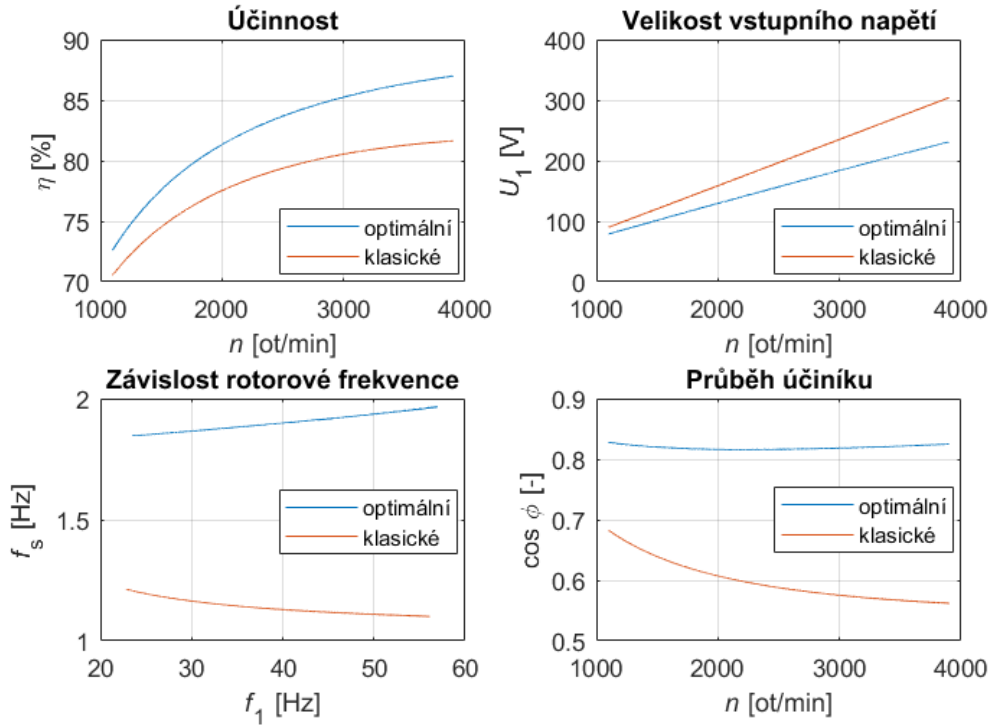 Účinnost
90
85
80
75
70
η [%]
optimální
klasické
1000 2000 3000 4000
n [ot/min]
Velikost vstupního napětí
400
300
200
100
0
U1 [V]
optimální
klasické
1000 2000 3000 4000
n [ot/min]
Závislost rotorové frekvence
2
1.5
1
fs [Hz]
optimální
klasické
20 30 40 50 60
f1 [Hz]
Průběh účiníku
0.9
0.8
0.7
0.6
0.5
cos ϕ [-]
optimální
klasické
1000 2000 3000 4000
n [ot/min]